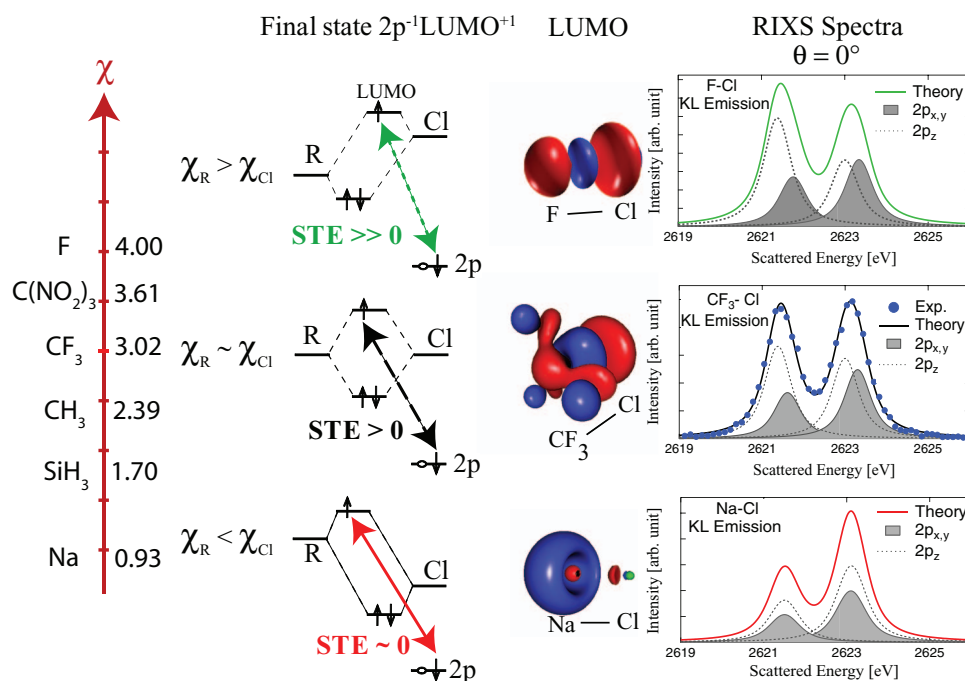 Final state 2p⁻¹LUMO⁺¹
LUMO
RIXS Spectra
θ = 0°
χ
F 4.00
C(NO₂)₃ 3.61
CF₃ 3.02
CH₃ 2.39
SiH₃ 1.70
Na 0.93
χR > χCl
LUMO
R
Cl
STE >> 0
2p
F — Cl
Intensity [arb. unit]
F-Cl
KL Emission
Theory
2pₓ,ᵧ
2p_z
2619 2621 2623 2625
Scattered Energy [eV]
χR ~ χCl
R
Cl
STE > 0
2p
Cl
CF₃
Intensity [arb. unit]
CF₃- Cl
KL Emission
Exp.
Theory
2pₓ,ᵧ
2p_z
2619 2621 2623 2625
Scattered Energy [eV]
χR < χCl
R
Cl
STE ~ 0
2p
Na — Cl
Intensity [arb. unit]
Na-Cl
KL Emission
Theory
2pₓ,ᵧ
2p_z
2619 2621 2623 2625
Scattered Energy [eV]